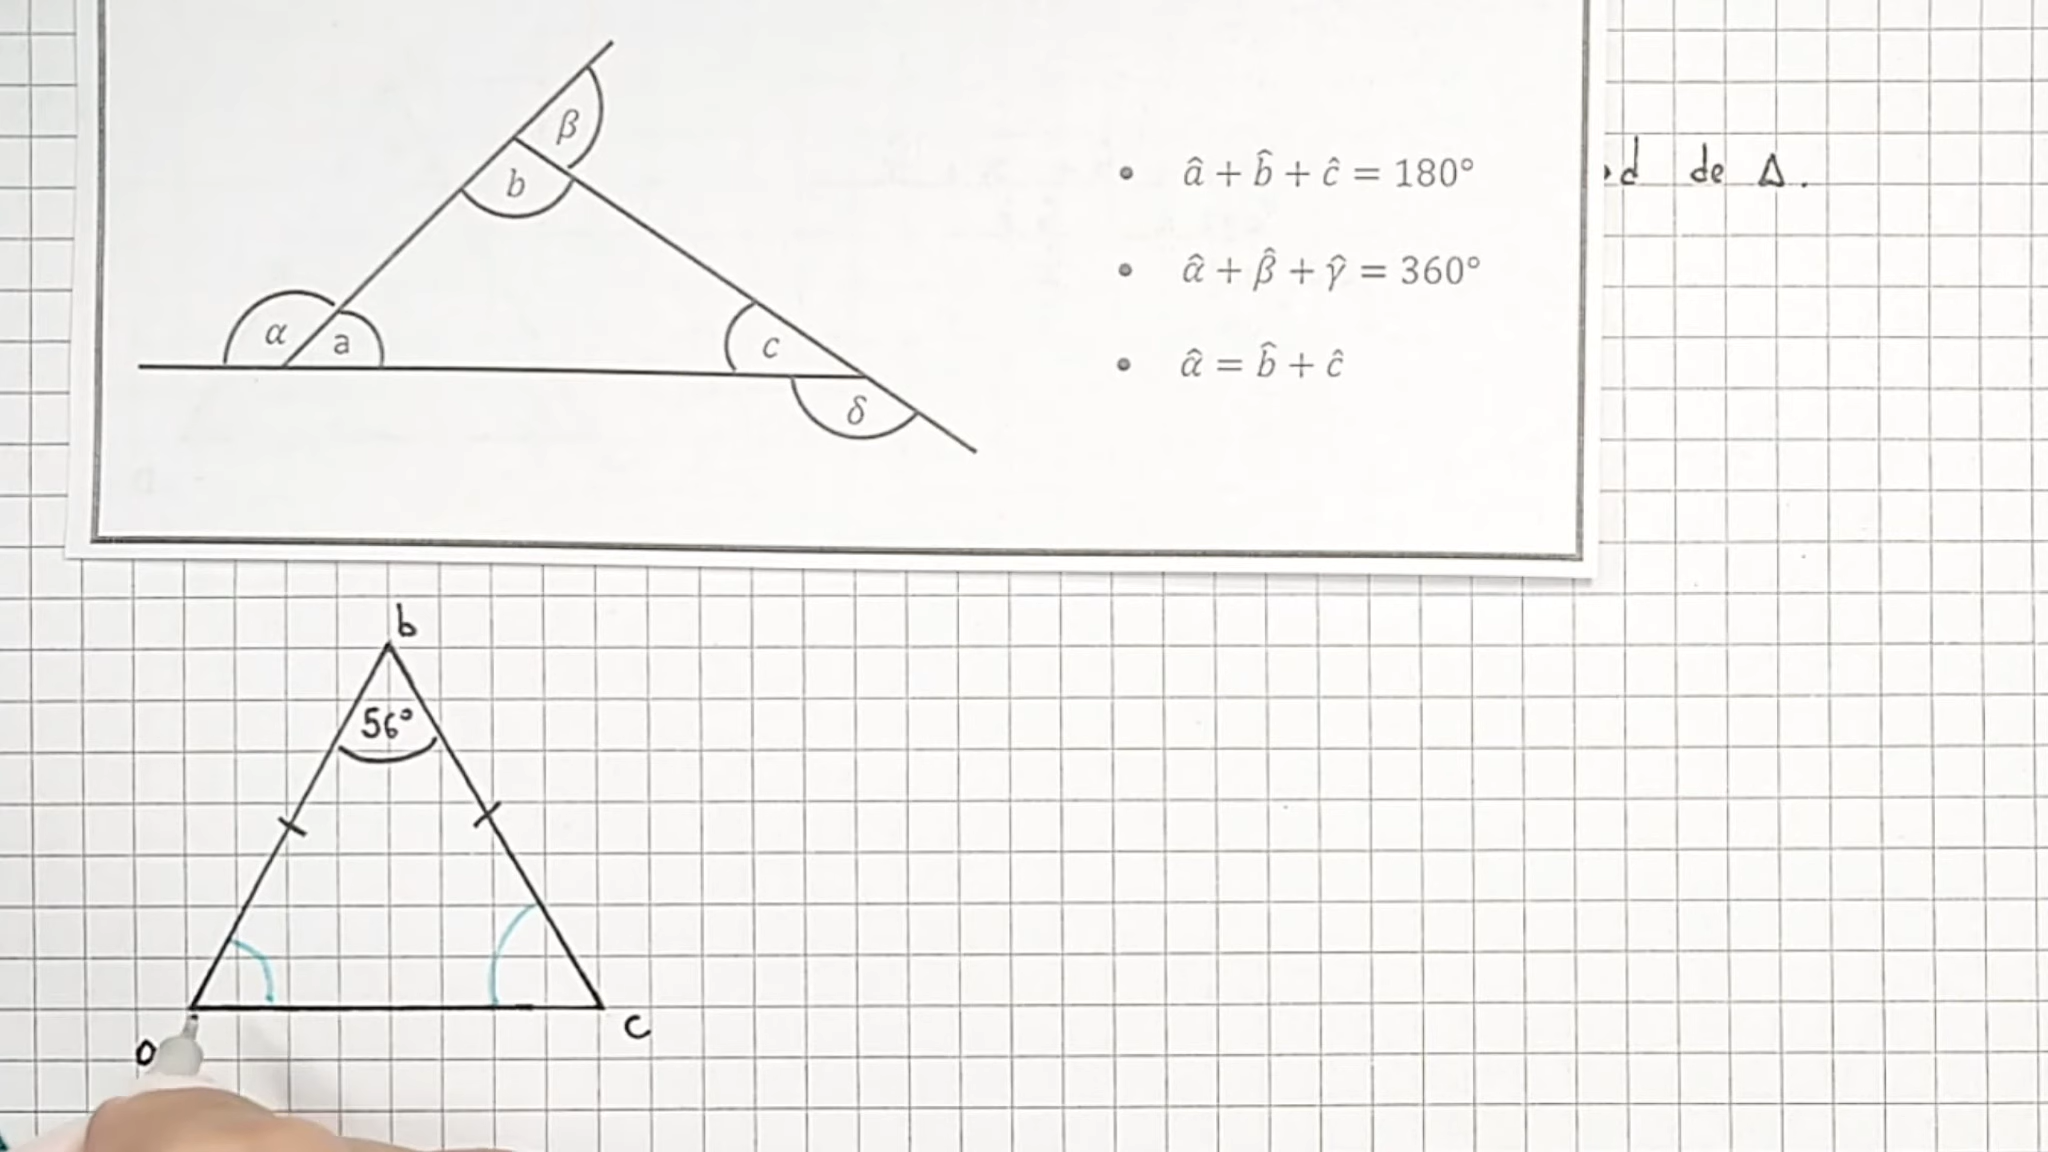 β
b
α a c
δ
• â + b̂ + ĉ = 180°
• α̂ + β̂ + γ̂ = 360°
• α̂ = b̂ + ĉ
d de Δ.
b
56°
c